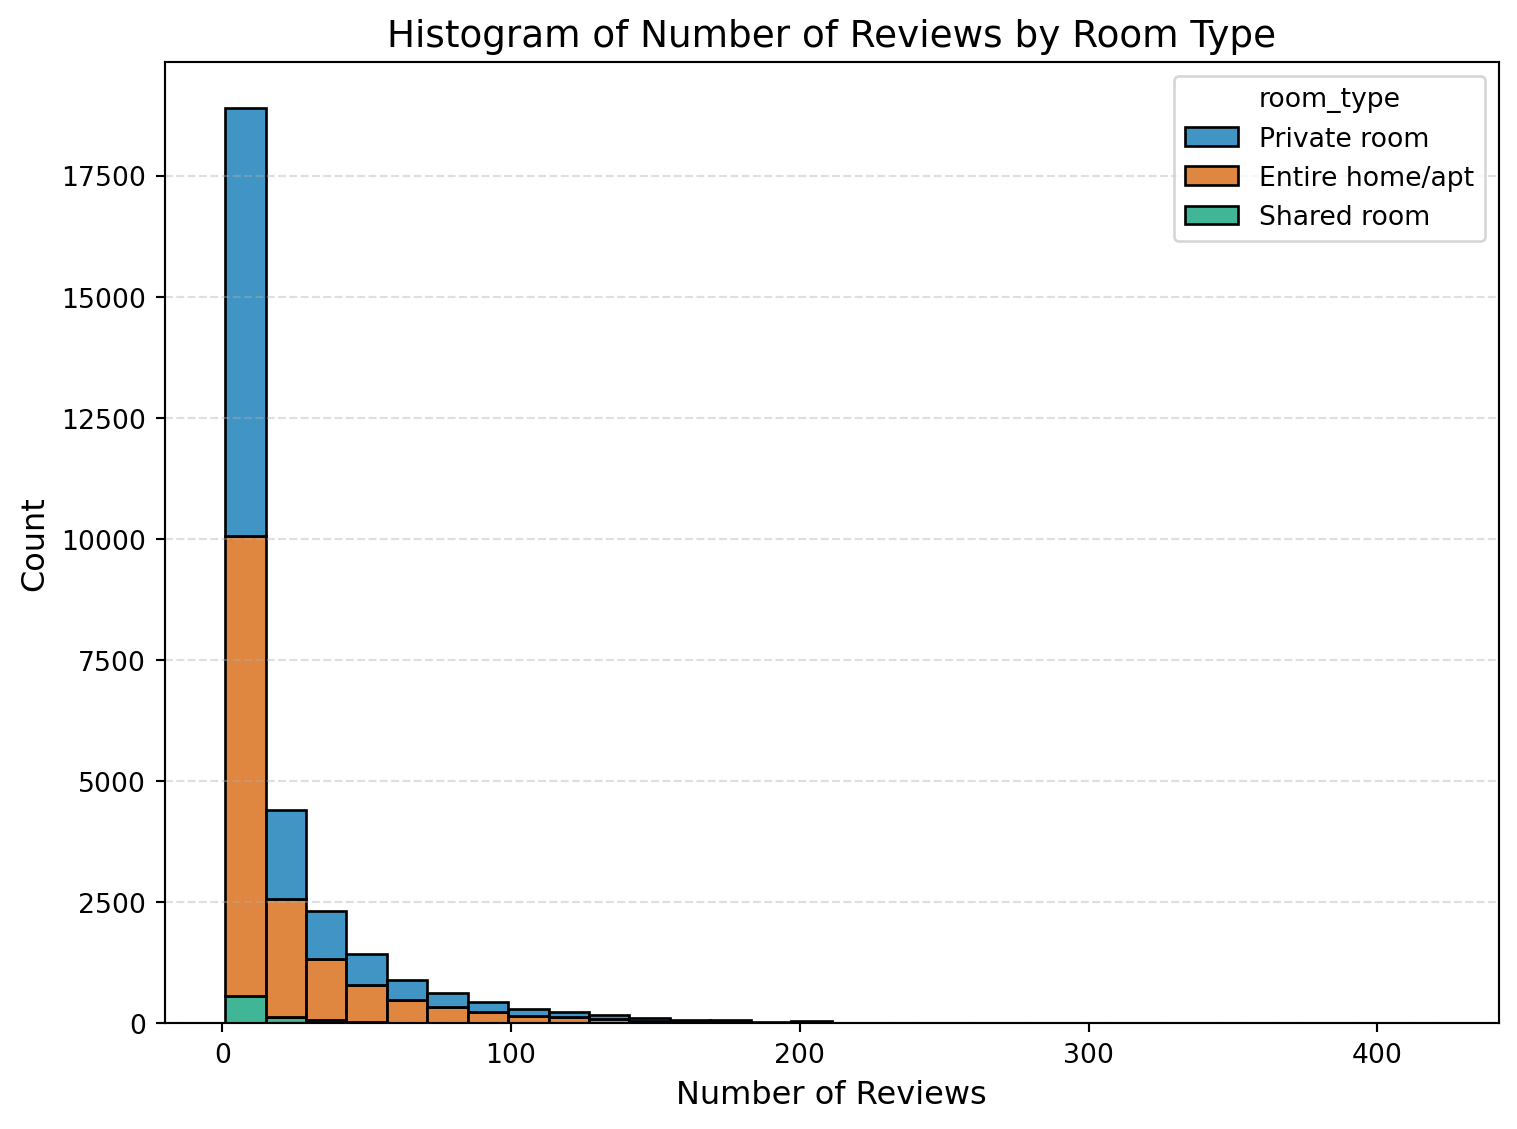 Histogram of Number of Reviews by Room Type
room_type
Private room
Entire home/apt
Shared room
17500
15000
12500
10000
7500
5000
2500
0
Count
0
100
200
300
400
Number of Reviews